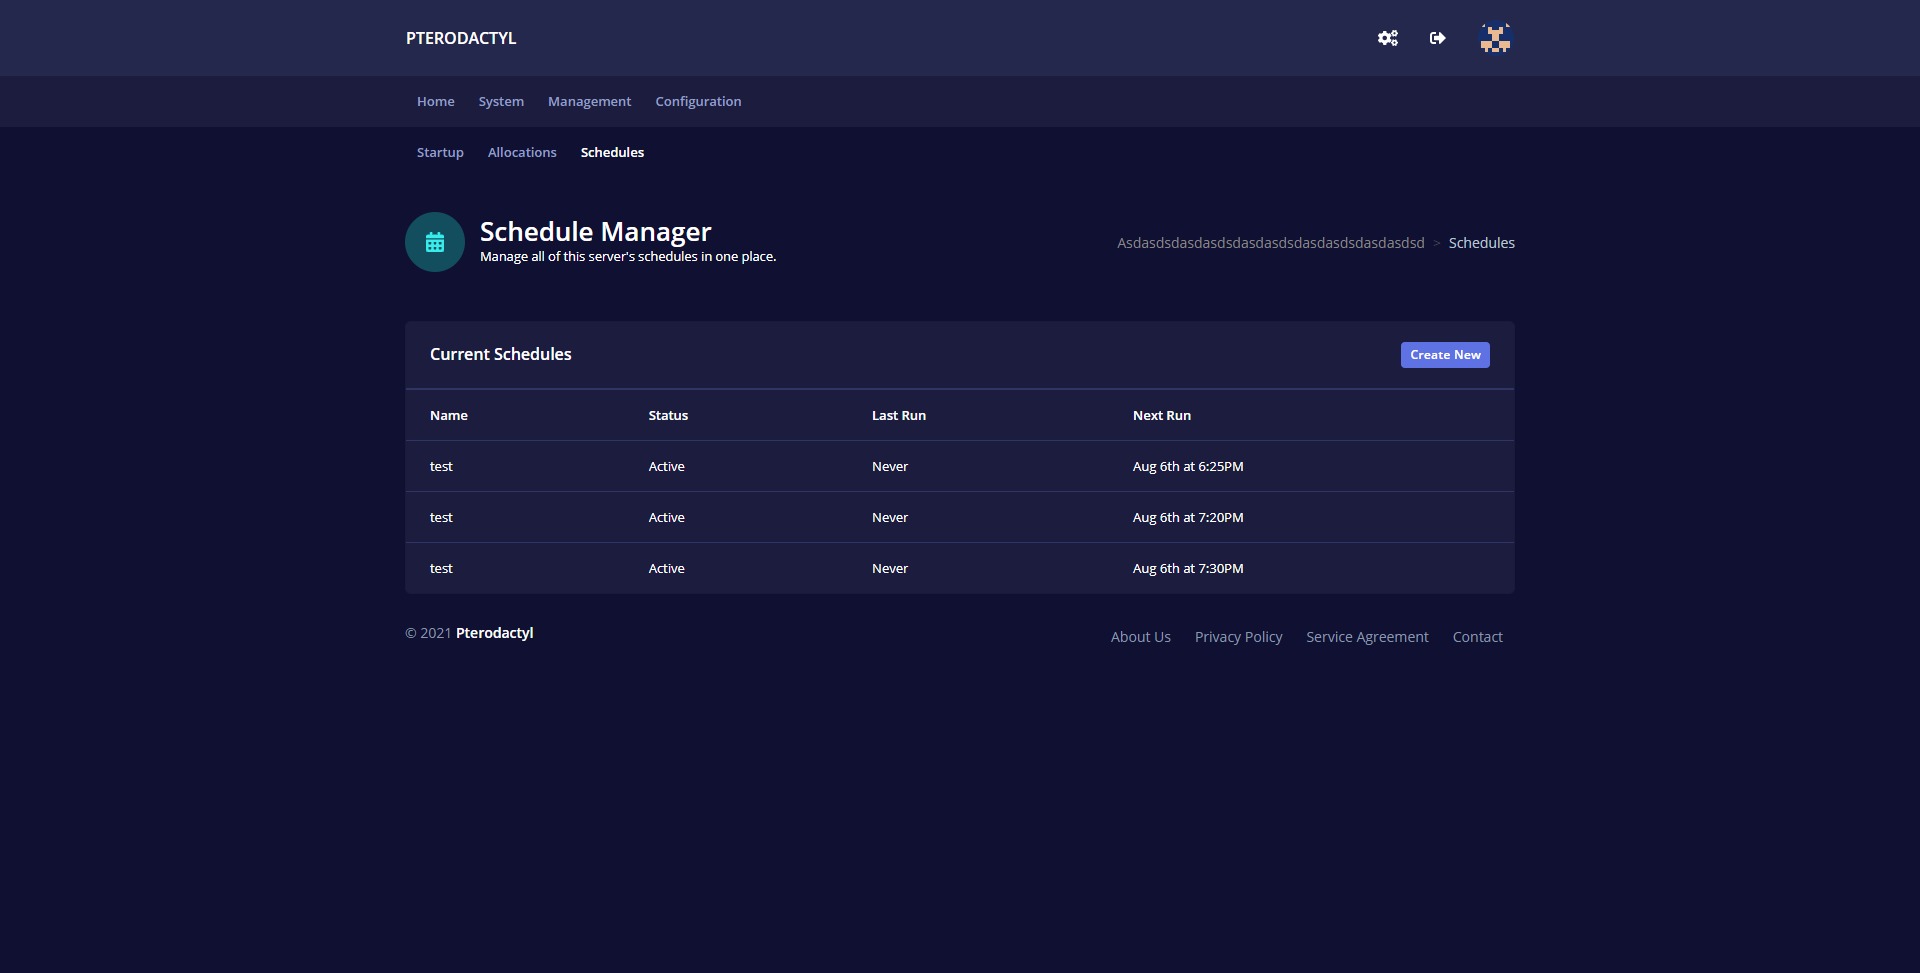 PTERODACTYL
Home System Management Configuration
Startup Allocations Schedules
Schedule Manager
Manage all of this server's schedules in one place.
Asdasdsdasdasdsdasdasdsdasdasdsdasdasdsd > Schedules
Current Schedules
Create New
Name Status Last Run Next Run
test Active Never Aug 6th at 6:25PM
test Active Never Aug 6th at 7:20PM
test Active Never Aug 6th at 7:30PM
© 2021 Pterodactyl
About Us Privacy Policy Service Agreement Contact